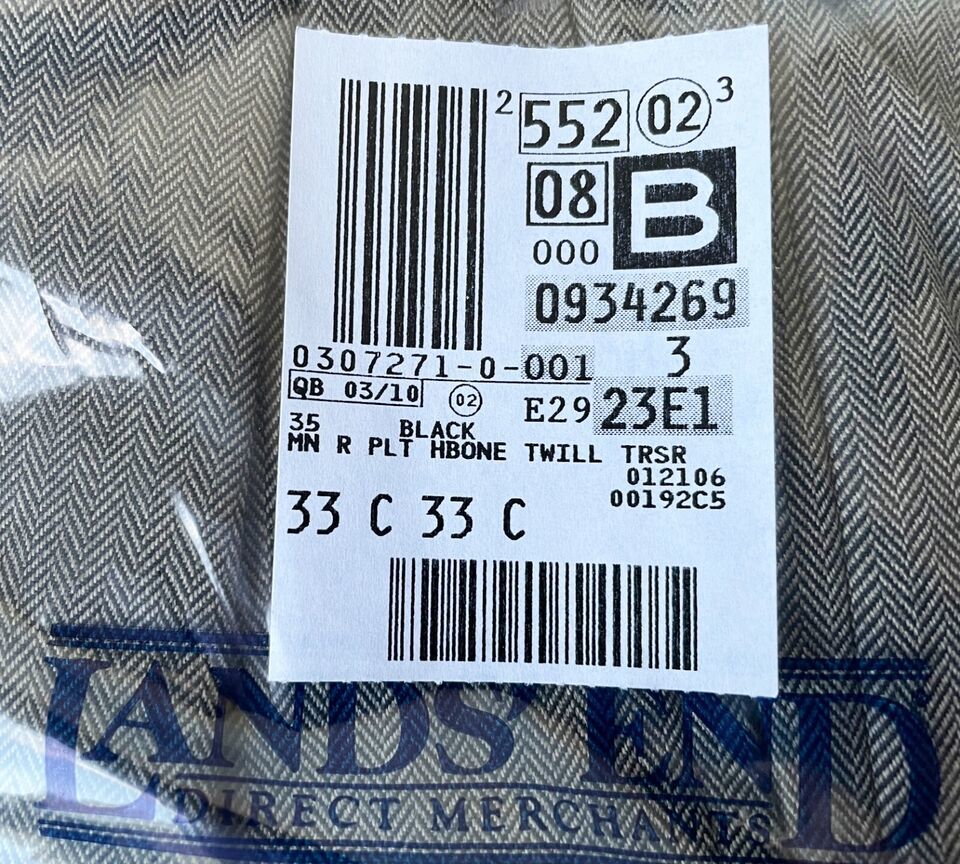 2 552 02 3
08 B
000
0934269
0307271-0-001 3
QB 03/10 02 E29 23E1
35 BLACK
MN R PLT HBONE TWILL TRSR
012106
33 C 33 C 00192C5
LANDS' END
DIRECT MERCHANTS